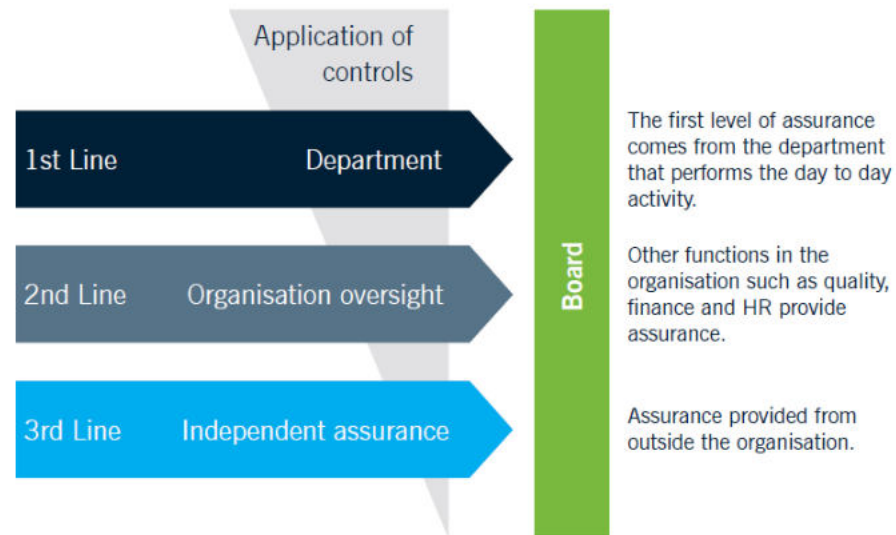 Application of
controls
1st Line
Department
The first level of assurance
comes from the department
that performs the day to day
activity.
2nd Line
Organisation oversight
Board
Other functions in the
organisation such as quality,
finance and HR provide
assurance.
3rd Line
Independent assurance
Assurance provided from
outside the organisation.